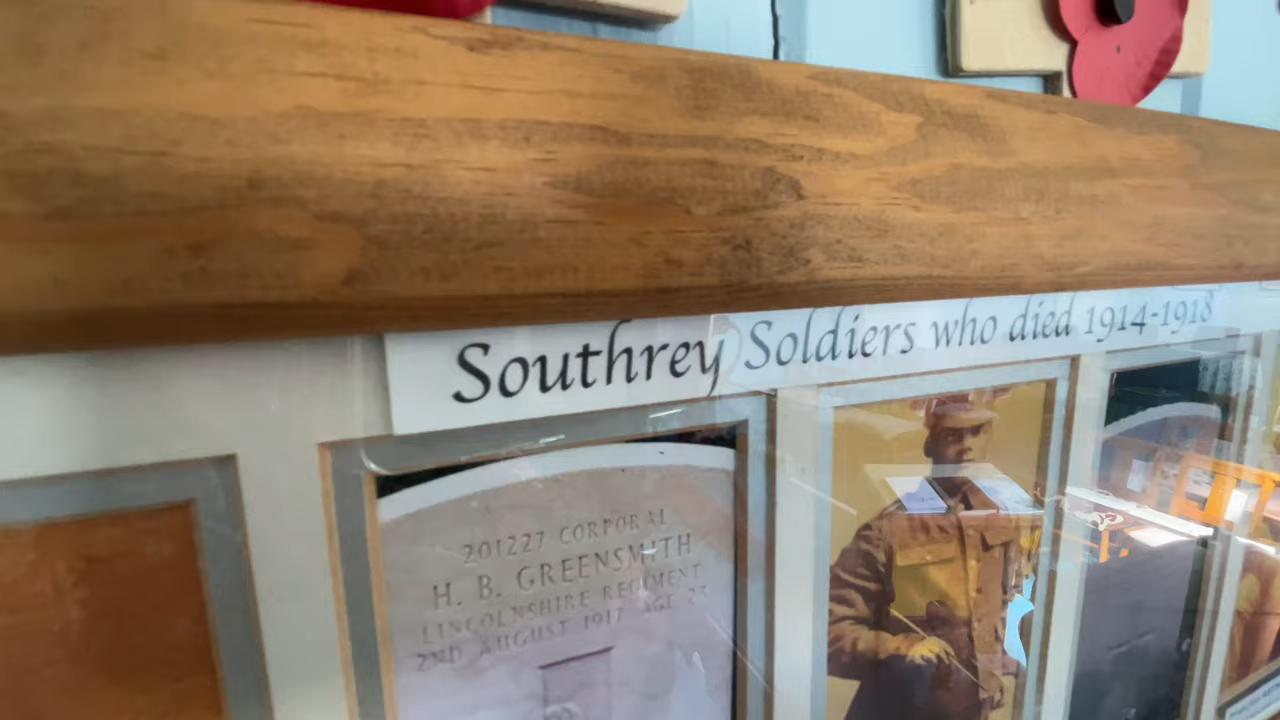 Southrey Soldiers who died 1914-1918
201227 CORPORAL
H. B. GREENSMITH
LINCOLNSHIRE REGIMENT
2ND AUGUST 1917 AGE 23